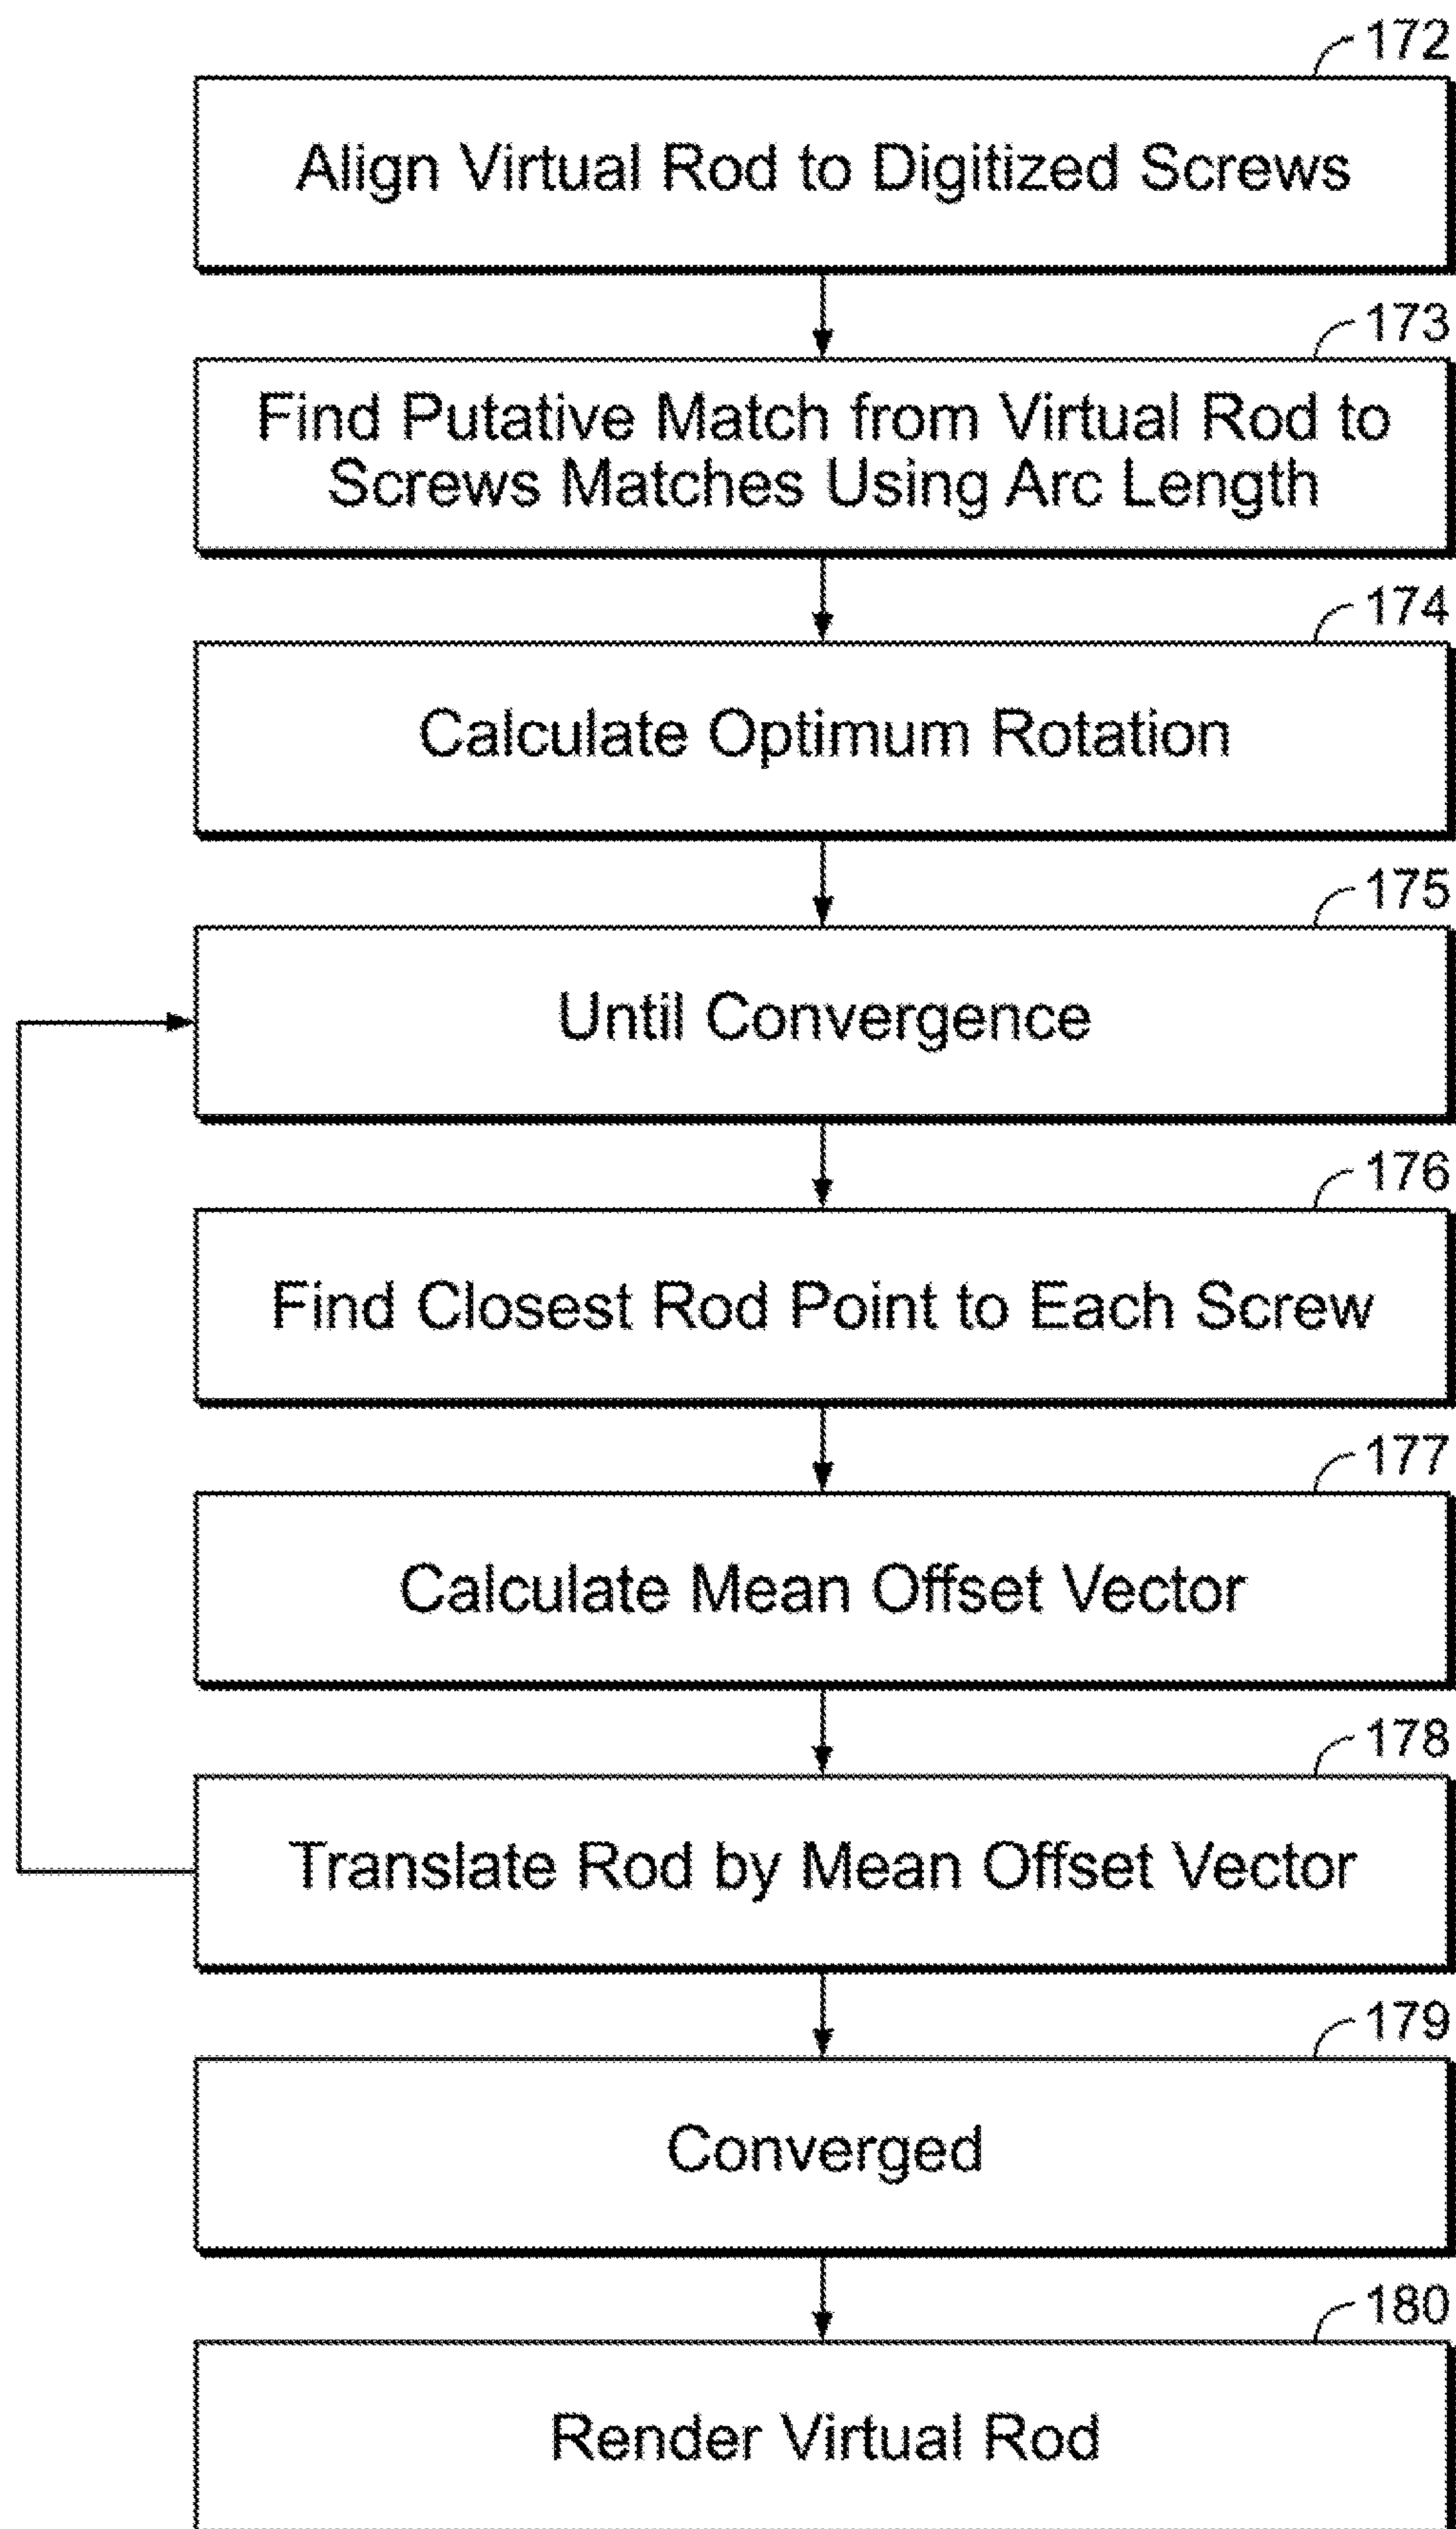 172
Align Virtual Rod to Digitized Screws
173
Find Putative Match from Virtual Rod to
Screws Matches Using Arc Length
174
Calculate Optimum Rotation
175
Until Convergence
176
Find Closest Rod Point to Each Screw
177
Calculate Mean Offset Vector
178
Translate Rod by Mean Offset Vector
179
Converged
180
Render Virtual Rod